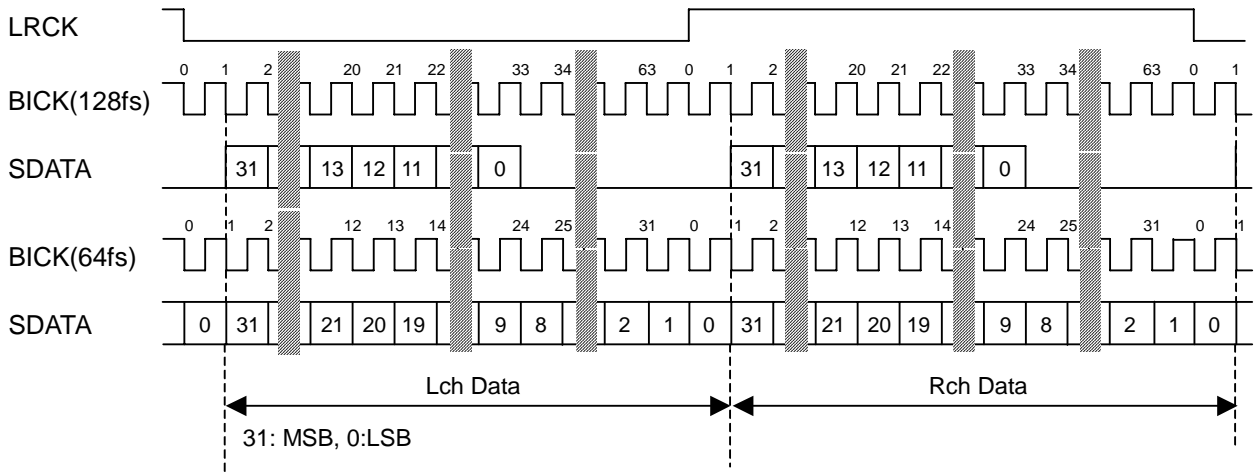 LRCK
0 1 2 20 21 22 33 34 63 0 1 2 20 21 22 33 34 63 0 1
BICK(128fs)
SDATA 31 13 12 11 0 31 13 12 11 0
0 1 2 12 13 14 24 25 31 0 1 2 12 13 14 24 25 31 0 1
BICK(64fs)
SDATA 0 31 21 20 19 9 8 2 1 0 31 21 20 19 9 8 2 1 0
Lch Data Rch Data
31: MSB, 0:LSB